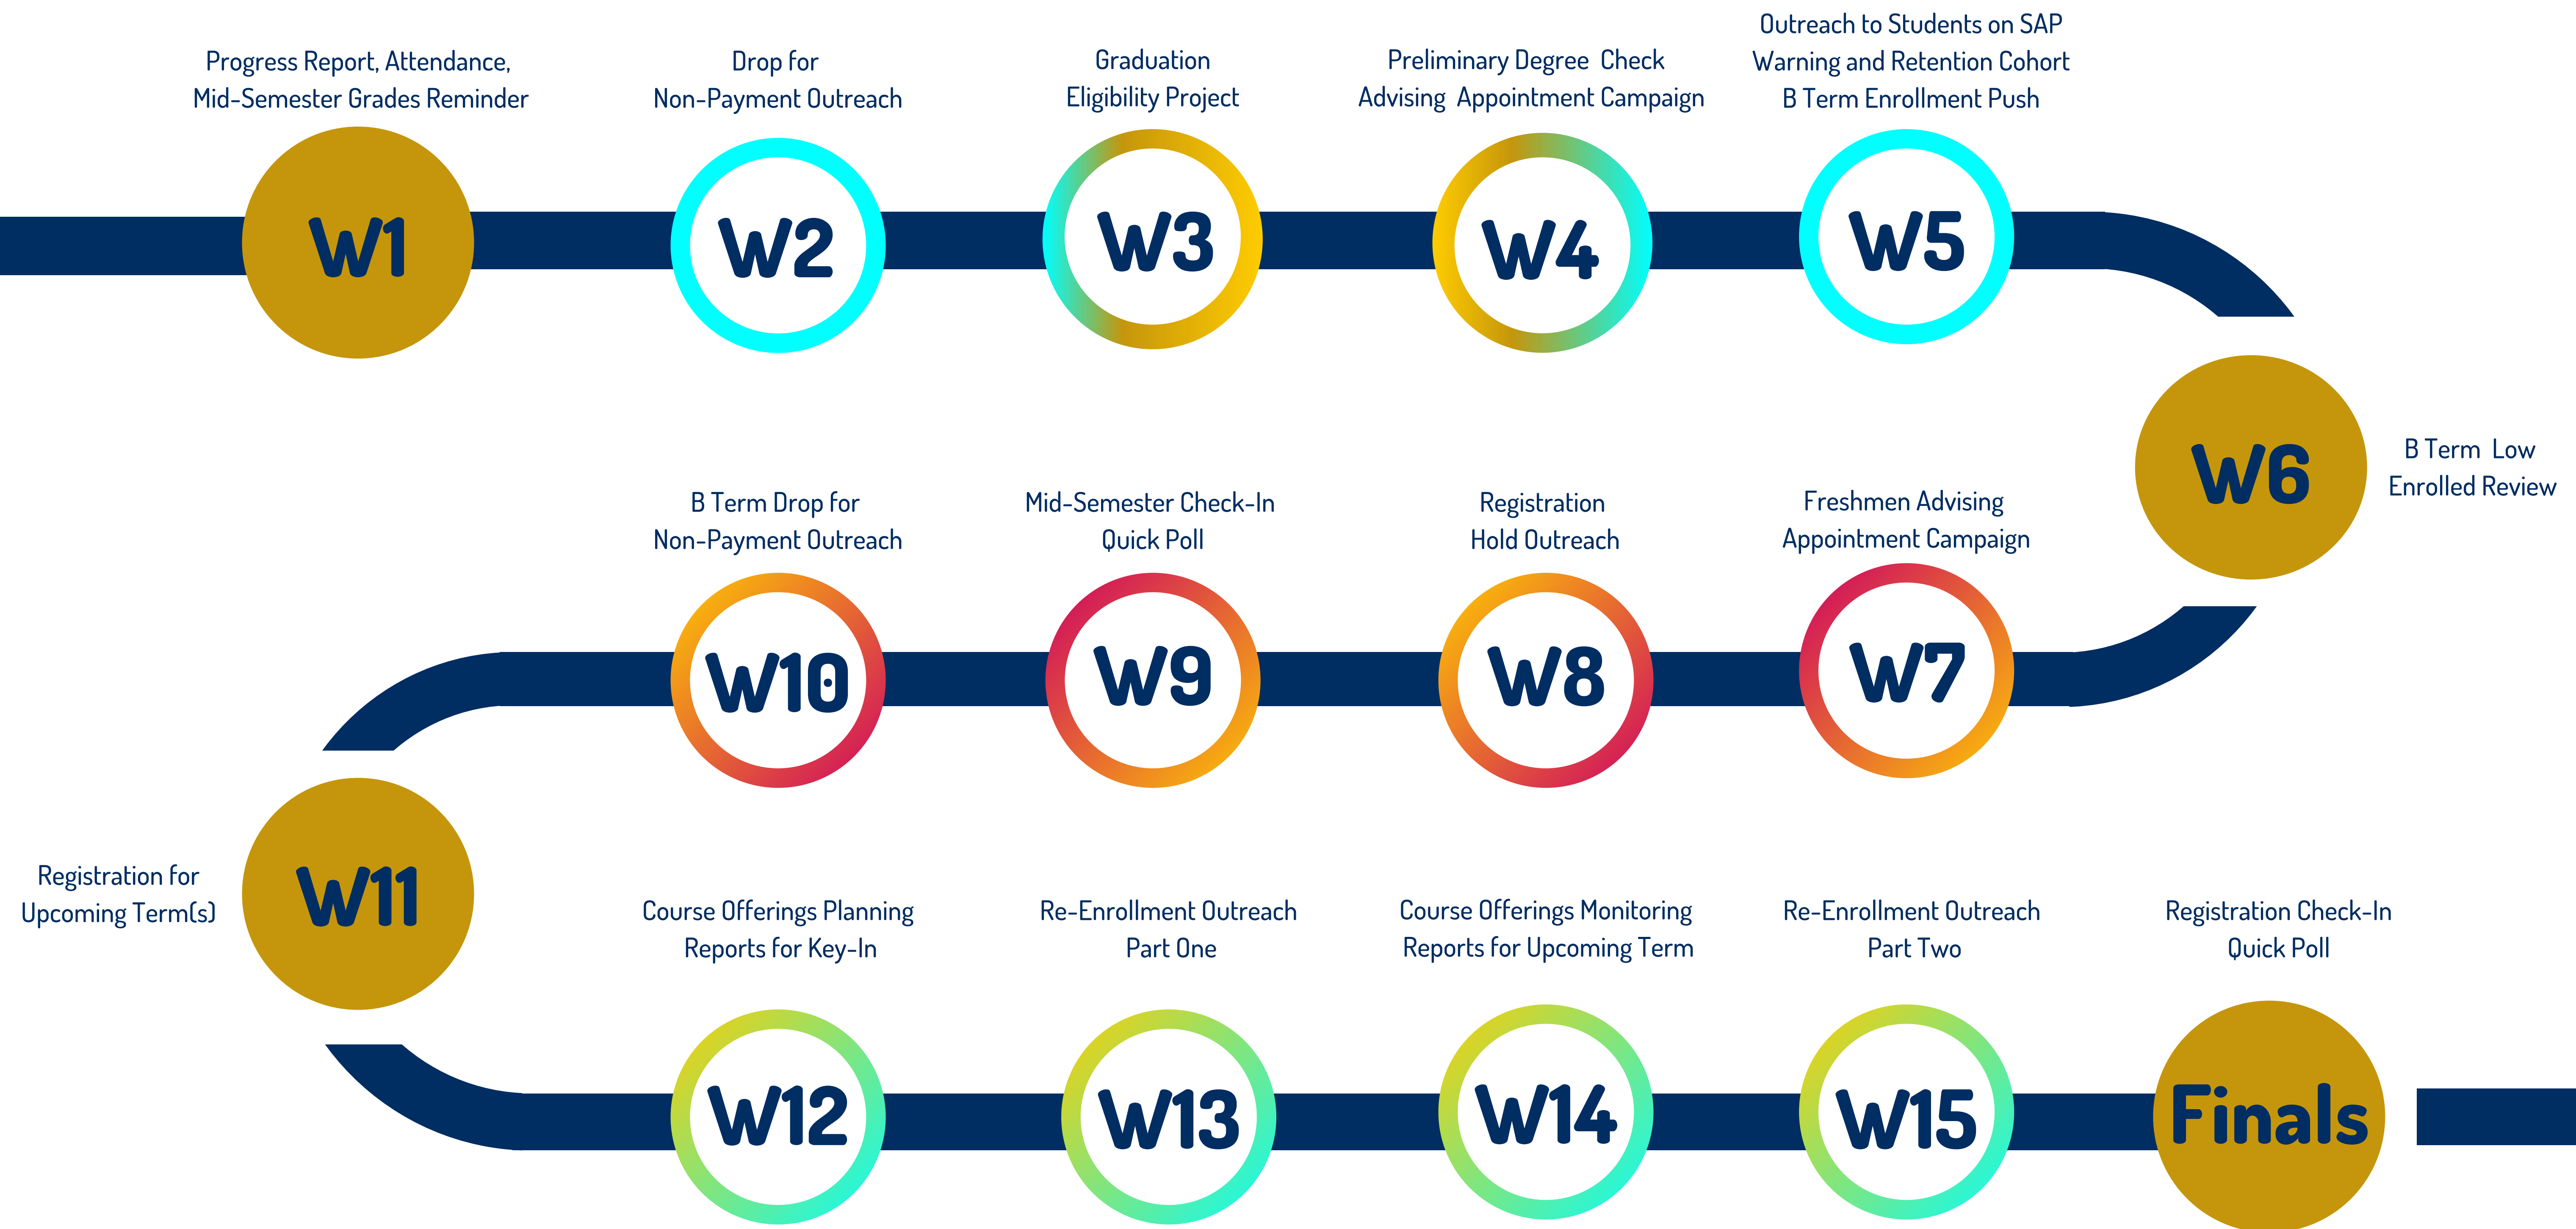 Progress Report, Attendance,
Mid-Semester Grades Reminder
W1
Drop for
Non-Payment Outreach
W2
Graduation
Eligibility Project
W3
Preliminary Degree Check
Advising Appointment Campaign
W4
Outreach to Students on SAP
Warning and Retention Cohort
B Term Enrollment Push
W5
B Term Low
Enrolled Review
W6
Freshmen Advising
Appointment Campaign
W7
Registration
Hold Outreach
W8
Mid-Semester Check-In
Quick Poll
W9
B Term Drop for
Non-Payment Outreach
W10
Registration for
Upcoming Term(s)
W11
Course Offerings Planning
Reports for Key-In
W12
Re-Enrollment Outreach
Part One
W13
Course Offerings Monitoring
Reports for Upcoming Term
W14
Re-Enrollment Outreach
Part Two
W15
Registration Check-In
Quick Poll
Finals